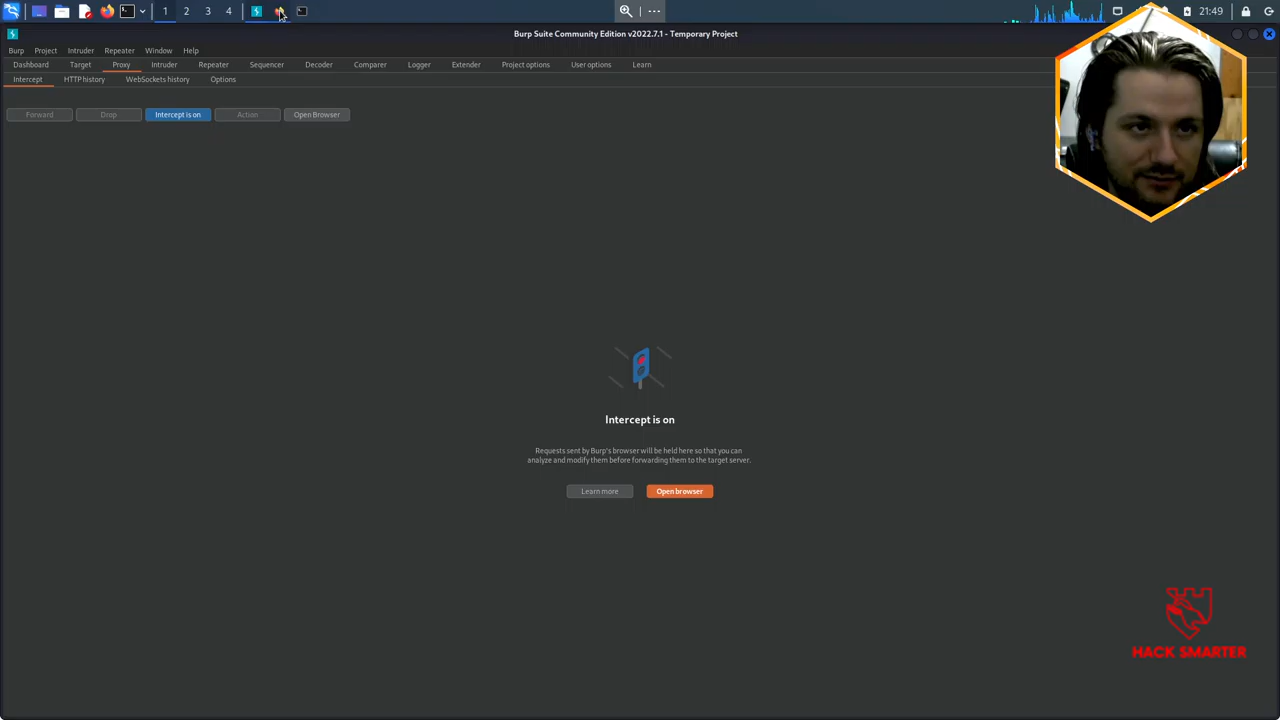 1 2 3 4
21:49
Burp Suite Community Edition v2022.7.1 - Temporary Project
Burp Project Intruder Repeater Window Help
Dashboard Target Proxy Intruder Repeater Sequencer Decoder Comparer Logger Extender Project options User options Learn
Intercept HTTP history WebSockets history Options
Forward Drop Intercept is on Action Open Browser
Intercept is on
Requests sent by Burp's browser will be held here so that you can
analyze and modify them before forwarding them to the target server.
Learn more Open browser
HACK SMARTER